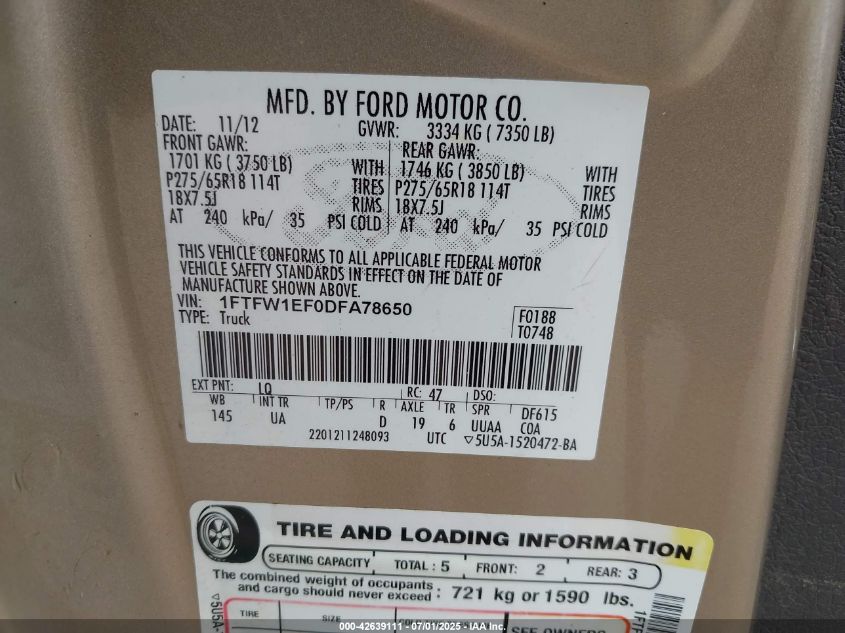 MFD. BY FORD MOTOR CO.
DATE: 11/12 GVWR: 3334 KG ( 7350 LB)
FRONT GAWR: REAR GAWR:
1701 KG ( 3750 LB) WITH 1746 KG ( 3850 LB) WITH
P275/65R18 114T TIRES P275/65R18 114T TIRES
18X7.5J RIMS 18X7.5J RIMS
AT 240 kPa/ 35 PSI COLD AT 240 kPa/ 35 PSI COLD
THIS VEHICLE CONFORMS TO ALL APPLICABLE FEDERAL MOTOR
VEHICLE SAFETY STANDARDS IN EFFECT ON THE DATE OF
MANUFACTURE SHOWN ABOVE.
VIN: 1FTFW1EF0DFA78650
TYPE: Truck
F0188
T0748
EXT PNT: LQ RC: 47 DSO:
WB INT TR TP/PS R AXLE TR SPR DF615
145 UA D 19 6 UUAA COA
2201211248093 UTC ▽5U5A-1520472-BA
TIRE AND LOADING INFORMATION
SEATING CAPACITY TOTAL : 5 FRONT: 2 REAR: 3
The combined weight of occupants
and cargo should never exceed : 721 kg or 1590 lbs.
▽5U5A-
1FTF
TIRE SIZE SEE OWNERS
000-42639111 - 07/01/2025 - IAA Inc.